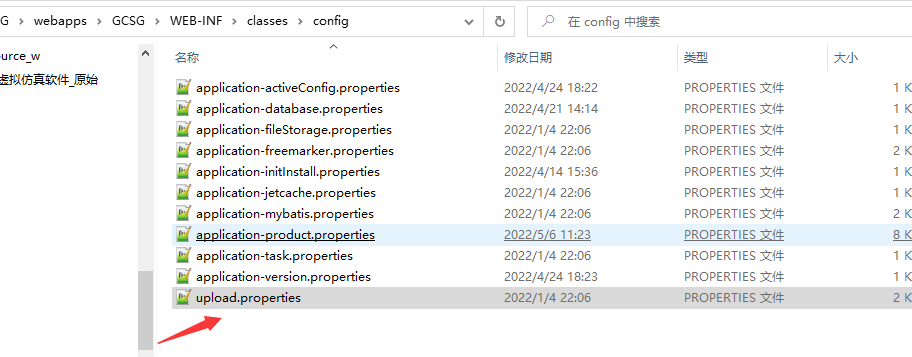 G > webapps > GCSG > WEB-INF > classes > config
在 config 中搜索
名称 修改日期 类型 大小
urce_w
虚拟仿真软件_原始
application-activeConfig.properties 2022/4/24 18:22 PROPERTIES 文件 1 K
application-database.properties 2022/4/21 14:14 PROPERTIES 文件 1 K
application-fileStorage.properties 2022/1/4 22:06 PROPERTIES 文件 1 K
application-freemarker.properties 2022/1/4 22:06 PROPERTIES 文件 2 K
application-initInstall.properties 2022/4/14 15:36 PROPERTIES 文件 1 K
application-jetcache.properties 2022/1/4 22:06 PROPERTIES 文件 1 K
application-mybatis.properties 2022/1/4 22:06 PROPERTIES 文件 2 K
application-product.properties 2022/5/6 11:23 PROPERTIES 文件 8 K
application-task.properties 2022/1/4 22:06 PROPERTIES 文件 1 K
application-version.properties 2022/4/24 18:23 PROPERTIES 文件 1 K
upload.properties 2022/1/4 22:06 PROPERTIES 文件 2 K